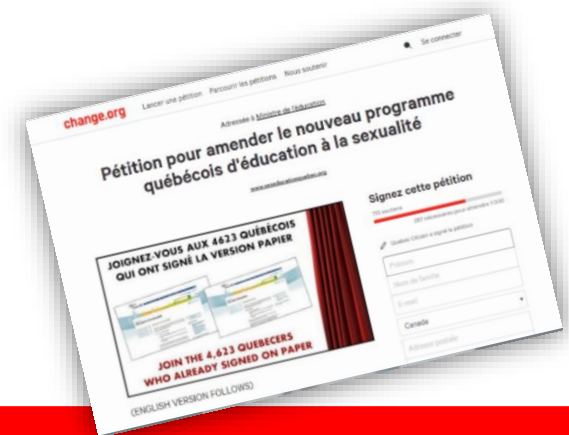 change.org Lancer une pétition Parcourir les pétitions Nous soutenir Se connecter
Adressée à Ministre de l'éducation
Pétition pour amender le nouveau programme
québécois d'éducation à la sexualité
JOIGNEZ-VOUS AUX 4623 QUÉBÉCOIS
QUI ONT SIGNÉ LA VERSION PAPIER
JOIN THE 4,623 QUEBECERS
WHO ALREADY SIGNED ON PAPER
(ENGLISH VERSION FOLLOWS)
Signez cette pétition
Prénom
Nom de famille
E-mail
Canada
Adresse postale